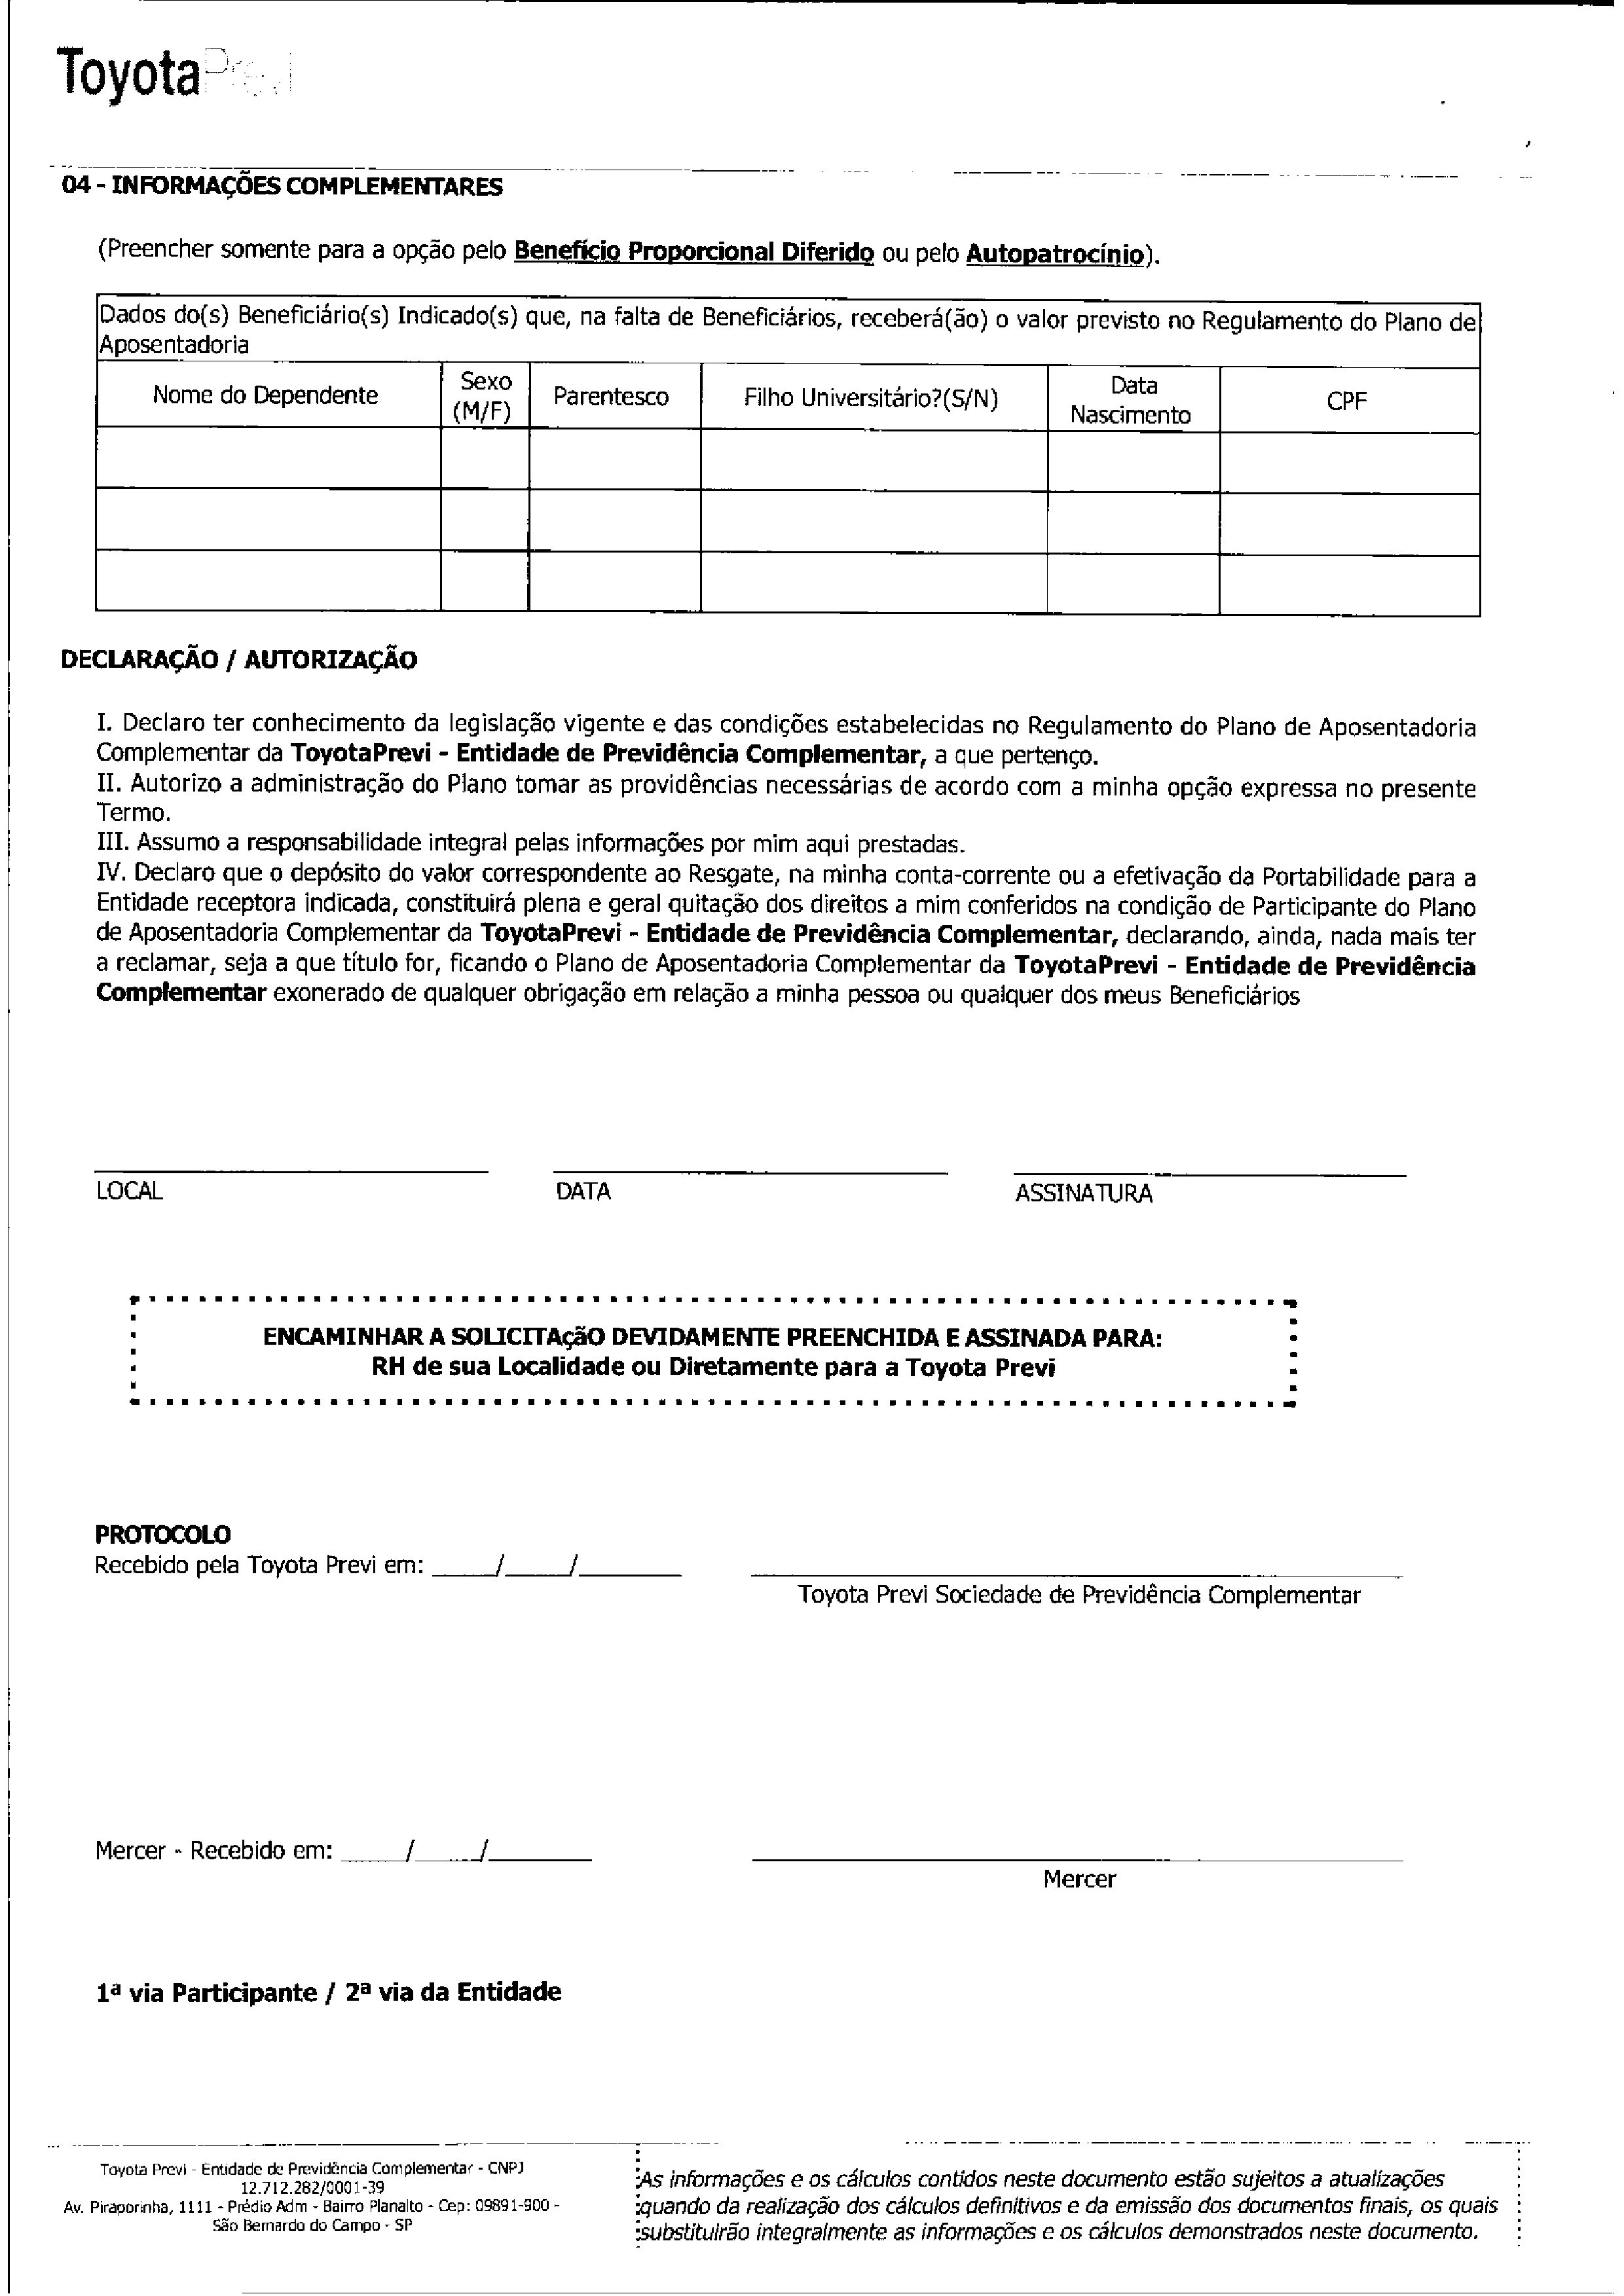 ToyotaPrevi
04 - INFORMAÇÕES COMPLEMENTARES
(Preencher somente para a opção pelo Benefício Proporcional Diferido ou pelo Autopatrocínio).
Dados do(s) Beneficiário(s) Indicado(s) que, na falta de Beneficiários, receberá(ão) o valor previsto no Regulamento do Plano de
Aposentadoria
Nome do Dependente Sexo (M/F) Parentesco Filho Universitário?(S/N) Data Nascimento CPF
DECLARAÇÃO / AUTORIZAÇÃO
I. Declaro ter conhecimento da legislação vigente e das condições estabelecidas no Regulamento do Plano de Aposentadoria
Complementar da ToyotaPrevi - Entidade de Previdência Complementar, a que pertenço.
II. Autorizo a administração do Plano tomar as providências necessárias de acordo com a minha opção expressa no presente
Termo.
III. Assumo a responsabilidade integral pelas informações por mim aqui prestadas.
IV. Declaro que o depósito do valor correspondente ao Resgate, na minha conta-corrente ou a efetivação da Portabilidade para a
Entidade receptora indicada, constituirá plena e geral quitação dos direitos a mim conferidos na condição de Participante do Plano
de Aposentadoria Complementar da ToyotaPrevi - Entidade de Previdência Complementar, declarando, ainda, nada mais ter
a reclamar, seja a que título for, ficando o Plano de Aposentadoria Complementar da ToyotaPrevi - Entidade de Previdência
Complementar exonerado de qualquer obrigação em relação a minha pessoa ou qualquer dos meus Beneficiários
LOCAL DATA ASSINATURA
ENCAMINHAR A SOLICITAçãO DEVIDAMENTE PREENCHIDA E ASSINADA PARA:
RH de sua Localidade ou Diretamente para a Toyota Previ
PROTOCOLO
Recebido pela Toyota Previ em: ____/____/______
Toyota Previ Sociedade de Previdência Complementar
Mercer - Recebido em: ____/____/______
Mercer
1ª via Participante / 2ª via da Entidade
Toyota Previ - Entidade de Previdência Complementar - CNPJ
12.712.282/0001-39
Av. Piraporinha, 1111 - Prédio Adm - Bairro Planalto - Cep: 09891-900 -
São Bernardo do Campo - SP
As informações e os cálculos contidos neste documento estão sujeitos a atualizações
quando da realização dos cálculos definitivos e da emissão dos documentos finais, os quais
substituirão integralmente as informações e os cálculos demonstrados neste documento.